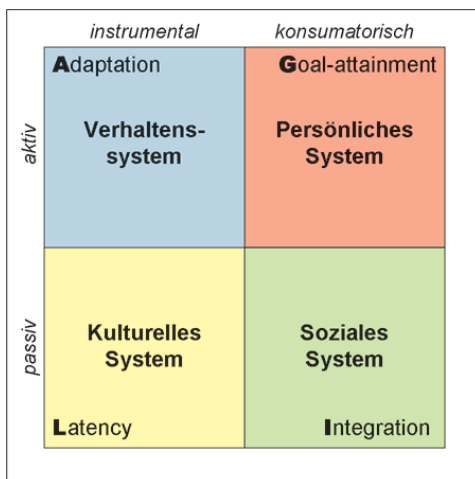 instrumental konsumatorisch
Adaptation Goal-attainment
aktiv
Verhaltens-
system
Persönliches
System
passiv
Kulturelles
System
Soziales
System
Latency Integration